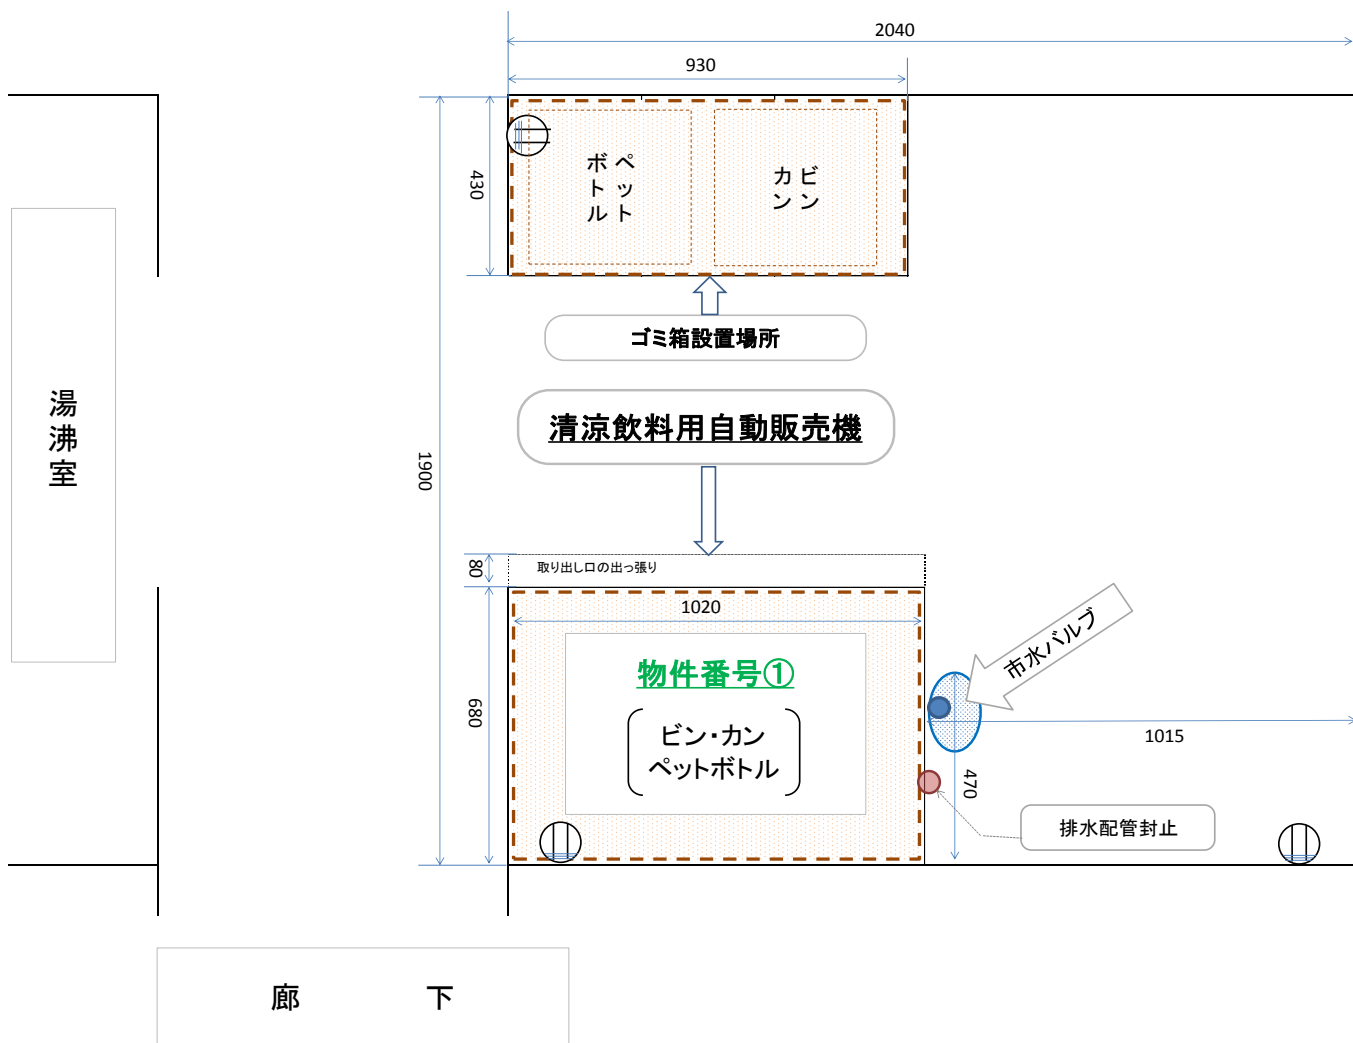 2040
930
430
ペット
ボトル
ビン
カン
ゴミ箱設置場所
清涼飲料用自動販売機
湯沸室
1900
80
取り出し口の出っ張り
1020
物件番号①
ビン・カン
ペットボトル
680
市水バルブ
1015
470
排水配管封止
廊　下